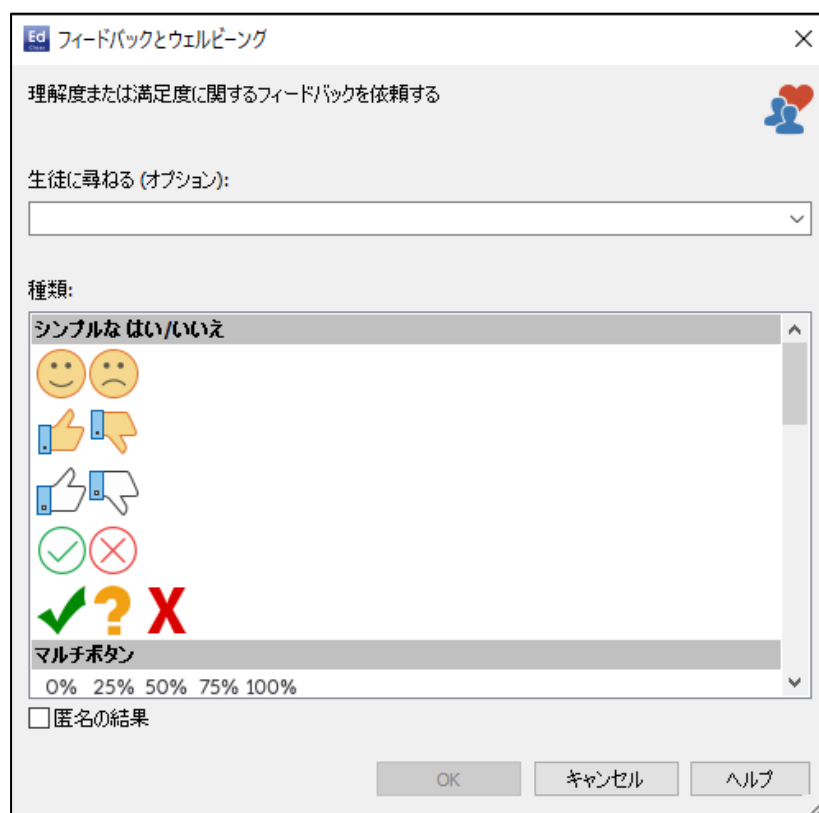 Ed フィードバックとウェルビーング
Class
理解度または満足度に関するフィードバックを依頼する
生徒に尋ねる (オプション):
種類:
シンプルな はい/いいえ
マルチボタン
0% 25% 50% 75% 100%
匿名の結果
OK キャンセル ヘルプ